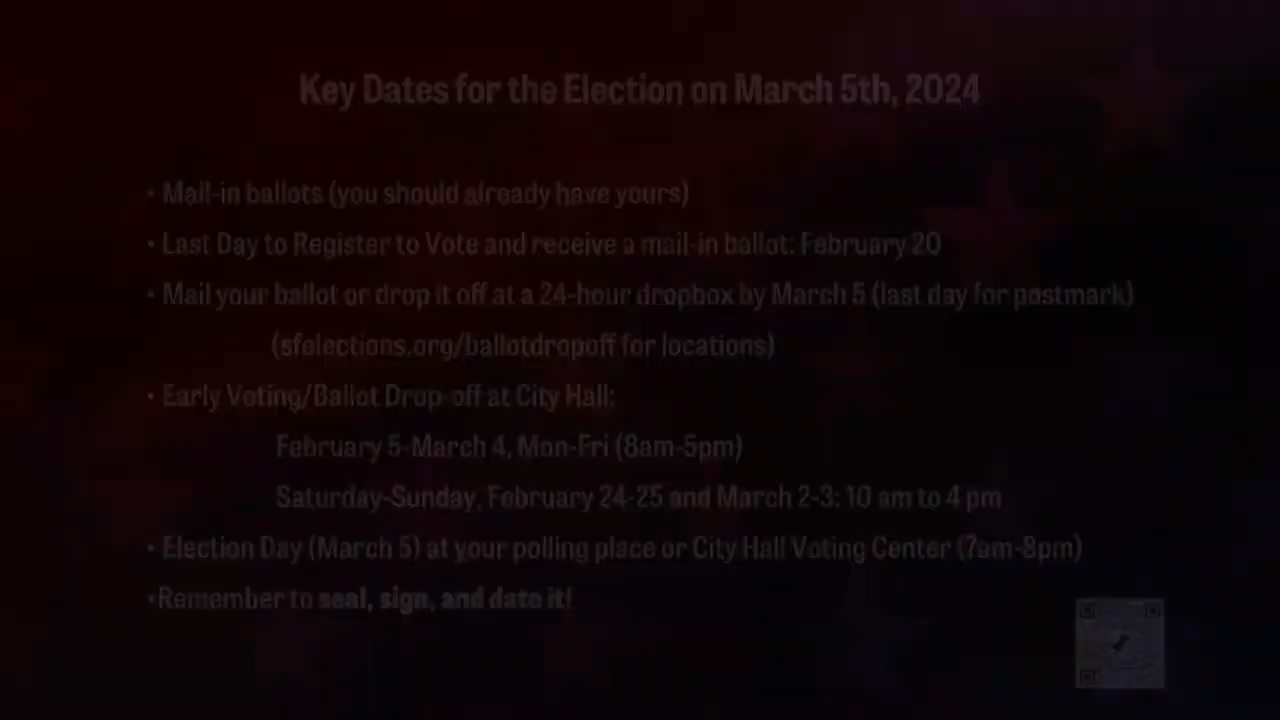 Key Dates for the Election on March 5th, 2024
• Mail-in ballots (you should already have yours)
• Last Day to Register to Vote and receive a mail-in ballot: February 20
• Mail your ballot or drop it off at a 24-hour dropbox by March 5 (last day for postmark)
(sfelections.org/ballotdropoff for locations)
• Early Voting/Ballot Drop-off at City Hall:
February 5-March 4, Mon-Fri (8am-5pm)
Saturday-Sunday, February 24-25 and March 2-3: 10 am to 4 pm
• Election Day (March 5) at your polling place or City Hall Voting Center (7am-8pm)
•Remember to seal, sign, and date it!